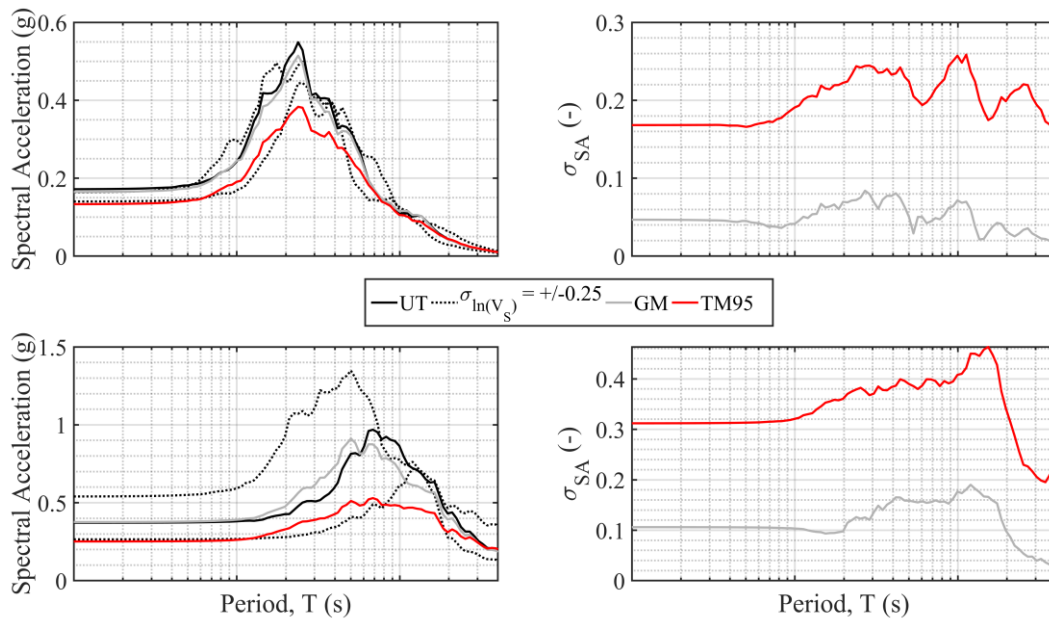 Spectral Acceleration (g)
0.6
0.4
0.2
0
σSA (-)
0.3
0.2
0.1
0
UT σln(VS) = +/-0.25 GM TM95
Spectral Acceleration (g)
1.5
1
0.5
0
Period, T (s)
σSA (-)
0.4
0.3
0.2
0.1
0
Period, T (s)